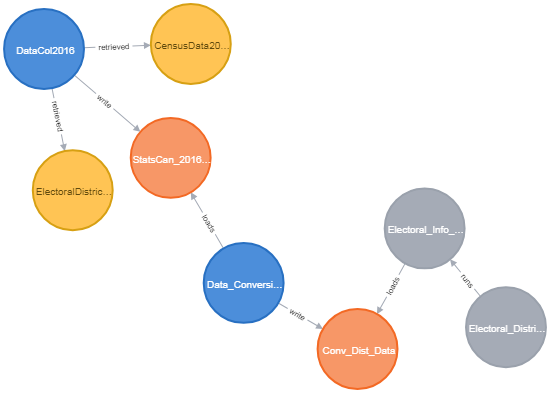 DataCol2016
retrieved
CensusData20...
write
retrieved
StatsCan_2016...
ElectoralDistric...
loads
Electoral_Info_...
Data_Conversi...
loads
runs
write
Electoral_Distri...
Conv_Dist_Data